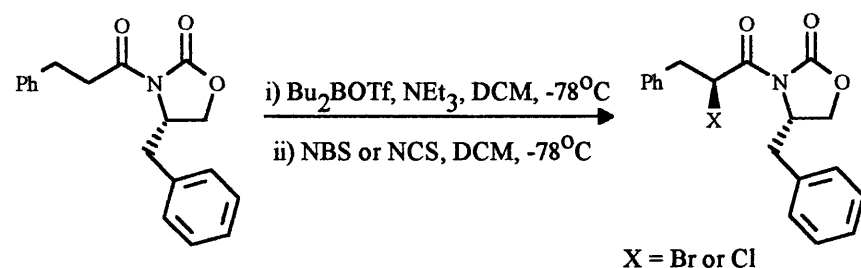 O O O O
Ph N O Ph N O
i) Bu₂BOTf, NEt₃, DCM, -78°C
ii) NBS or NCS, DCM, -78°C
X
X = Br or Cl